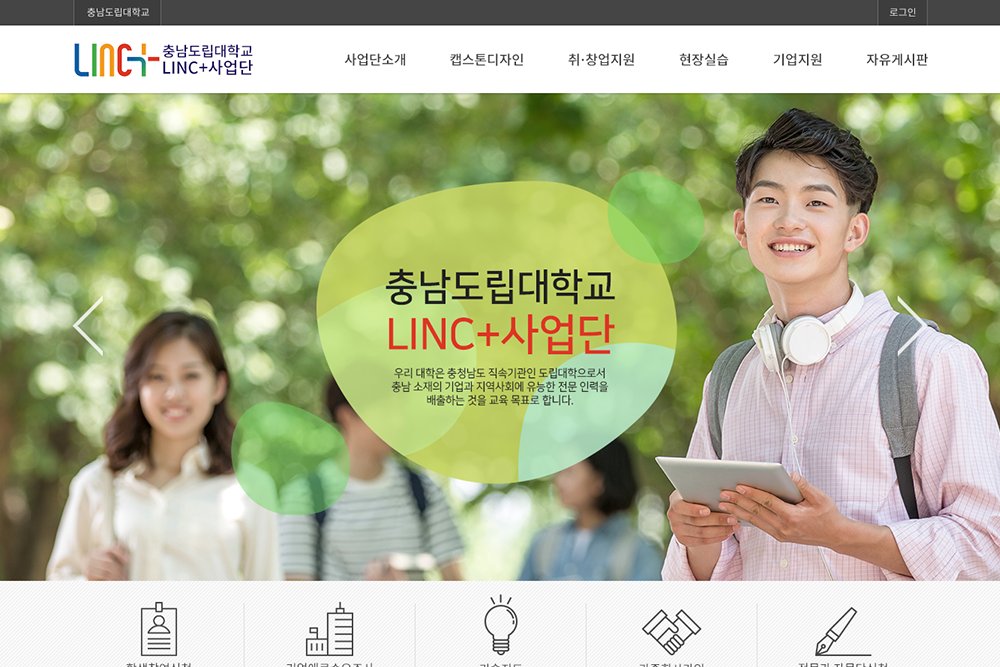 충남도립대학교
로그인
LINC+
충남도립대학교
LINC+사업단
사업단소개
캡스톤디자인
취·창업지원
현장실습
기업지원
자유게시판
충남도립대학교
LINC+사업단
우리 대학은 충청남도 직속기관인 도립대학으로서
충남 소재의 기업과 지역사회에 유능한 전문 인력을
배출하는 것을 교육 목표로 합니다.